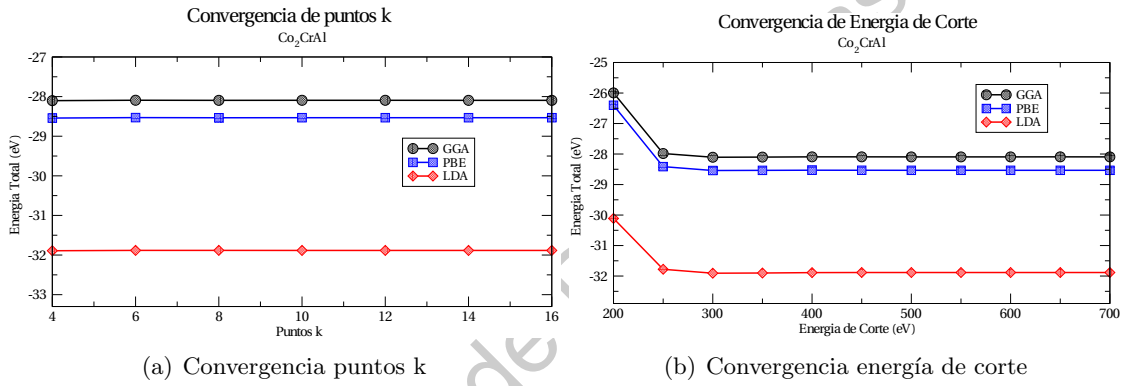 Convergencia de puntos k
Co2CrAl
-27
-28
-29
-30
-31
-32
-33
Energía Total (eV)
GGA
PBE
LDA
4 6 8 10 12 14 16
Puntos k
(a) Convergencia puntos k
Convergencia de Energia de Corte
Co2CrAl
-25
-26
-27
-28
-29
-30
-31
-32
Energía Total (eV)
GGA
PBE
LDA
200 300 400 500 600 700
Energia de Corte (eV)
(b) Convergencia energía de corte
de